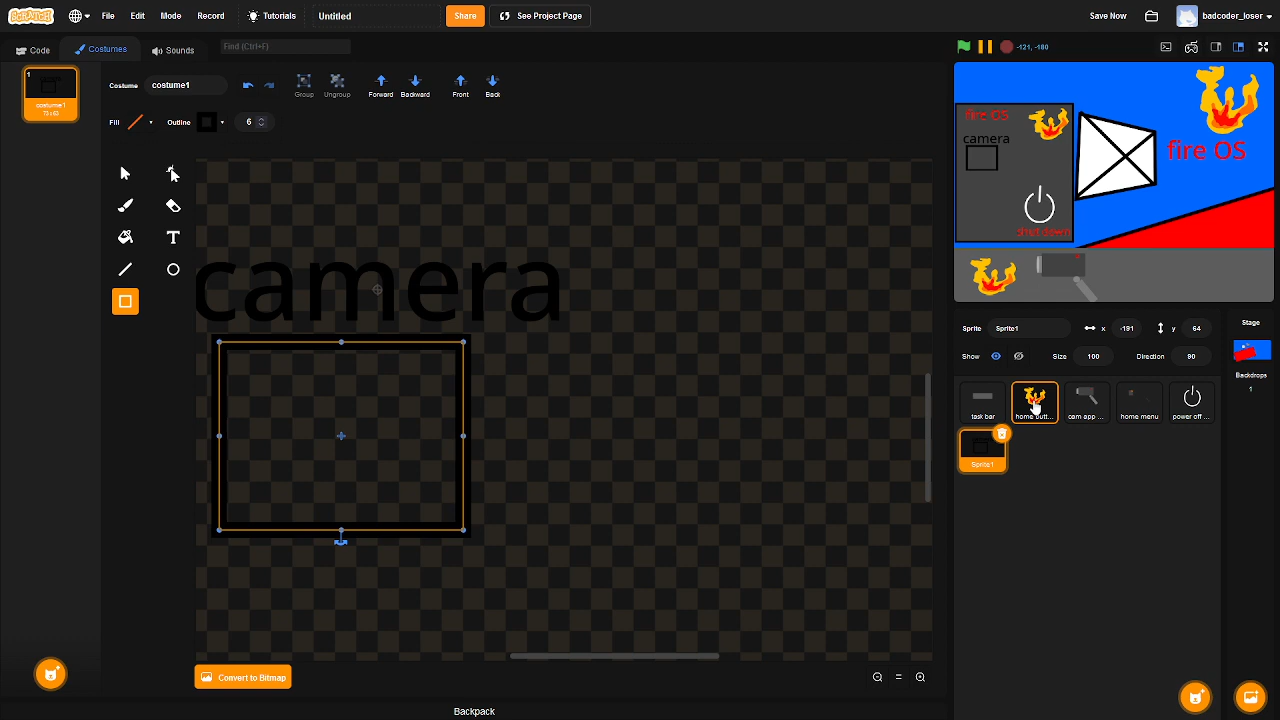 SCRATCH File Edit Mode Record Tutorials Untitled Share See Project Page Save Now badcoder_loser
Code Costumes Sounds Find (Ctrl+F) -121, -180
1
costume1
73 x 63
Costume costume1 Group Ungroup Forward Backward Front Back
Fill Outline 6
camera
Convert to Bitmap
Backpack
fire OS
camera
shut down
fire OS
Sprite Sprite1 x -191 y 64
Show Size 100 Direction 90
Stage
Backdrops
1
task bar home butt... cam app ... home menu power off ...
Sprite1